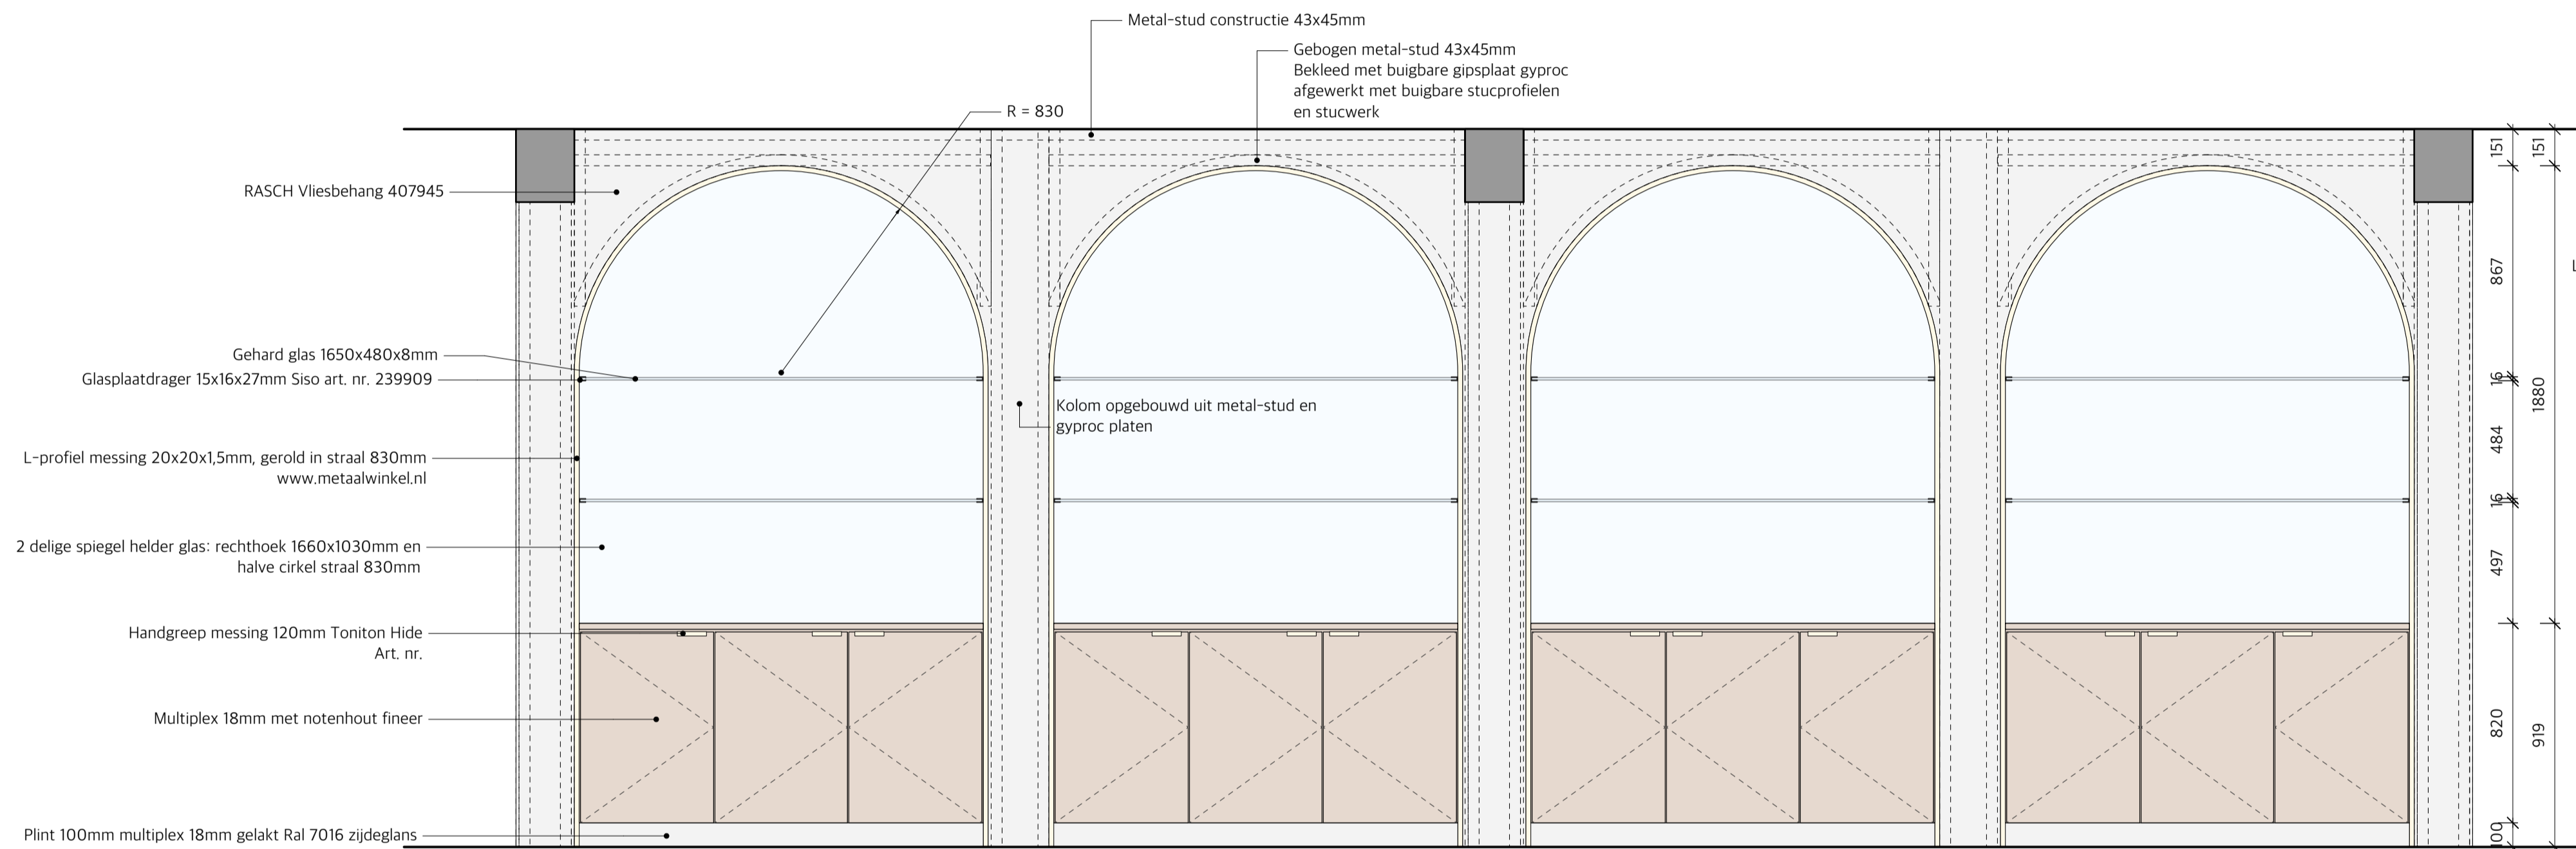 Metal-stud constructie 43x45mm
Gebogen metal-stud 43x45mm
Bekleed met buigbare gipsplaat gyproc
afgewerkt met buigbare stucprofielen
en stucwerk
R = 830
RASCH Vliesbehang 407945
Gehard glas 1650x480x8mm
Glasplaatdrager 15x16x27mm Siso art. nr. 239909
Kolom opgebouwd uit metal-stud en
gyproc platen
L-profiel messing 20x20x1,5mm, gerold in straal 830mm
www.metaalwinkel.nl
2 delige spiegel helder glas: rechthoek 1660x1030mm en
halve cirkel straal 830mm
Handgreep messing 120mm Toniton Hide
Art. nr.
Multiplex 18mm met notenhout fineer
Plint 100mm multiplex 18mm gelakt Ral 7016 zijdeglans
151
867
16
484
16
497
820
100
151
1880
919
L